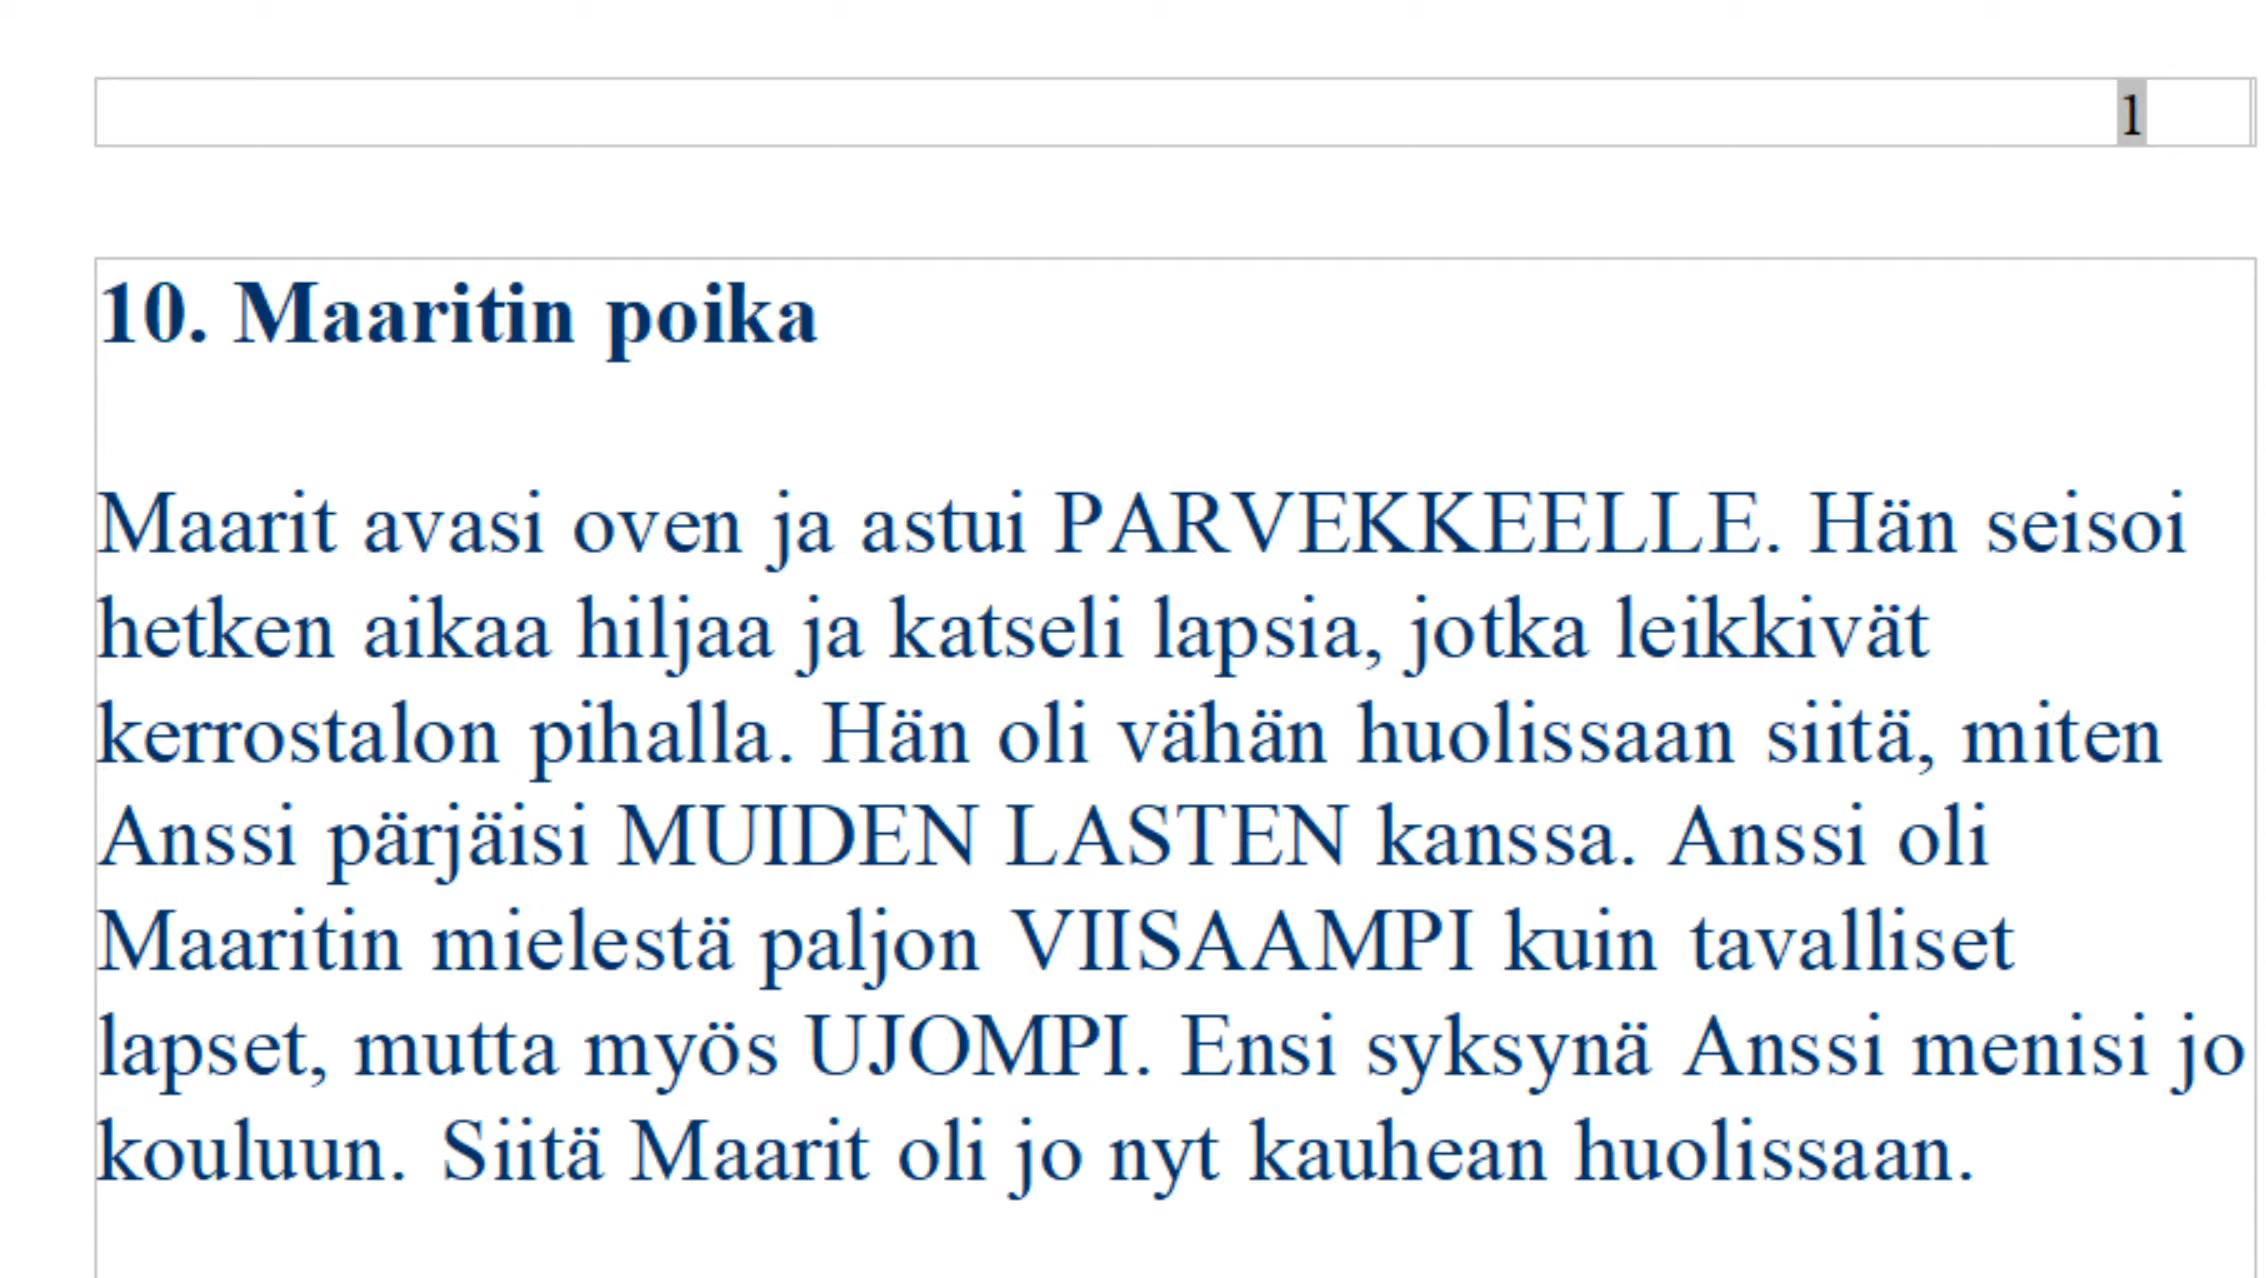 1
10. Maaritin poika
Maarit avasi oven ja astui PARVEKKEELLE. Hän seisoi
hetken aikaa hiljaa ja katseli lapsia, jotka leikkivät
kerrostalon pihalla. Hän oli vähän huolissaan siitä, miten
Anssi pärjäisi MUIDEN LASTEN kanssa. Anssi oli
Maaritin mielestä paljon VIISAAMPI kuin tavalliset
lapset, mutta myös UJOMPI. Ensi syksynä Anssi menisi jo
kouluun. Siitä Maarit oli jo nyt kauhean huolissaan.